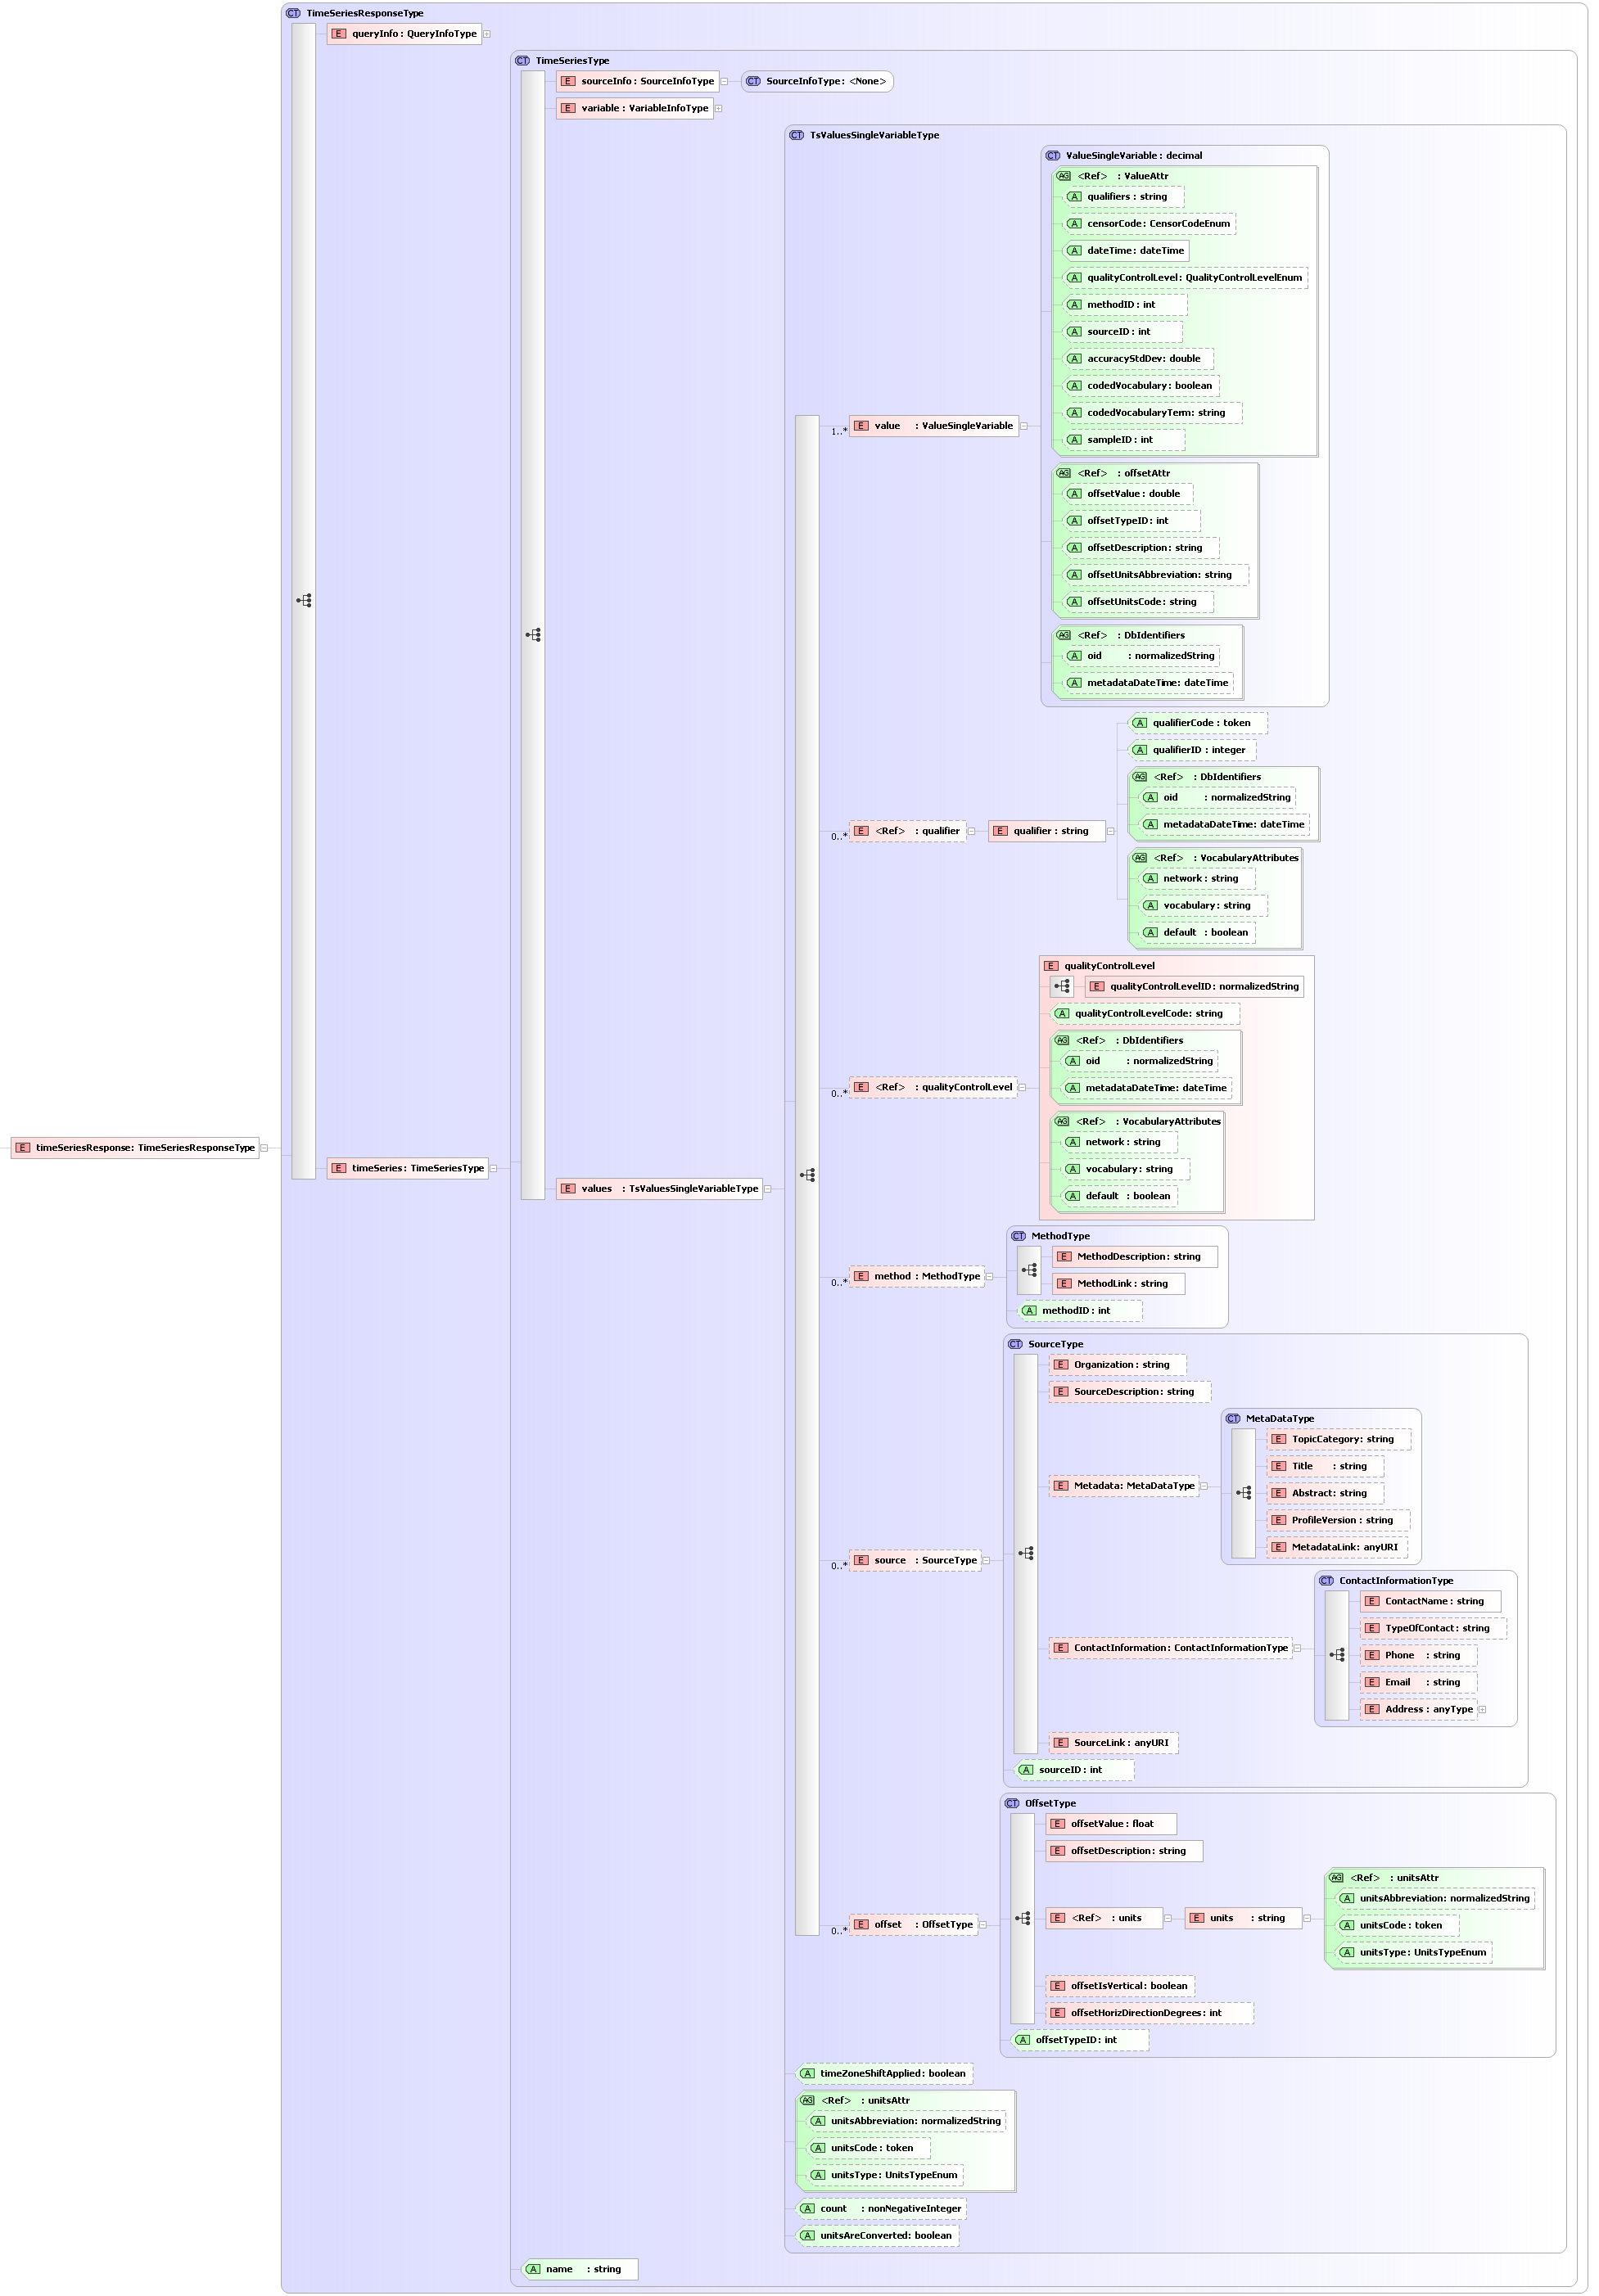 CT TimeSeriesResponseType
E queryInfo : QueryInfoType
CT TimeSeriesType
E sourceInfo : SourceInfoType
CT SourceInfoType: <None>
E variable : VariableInfoType
CT TsValuesSingleVariableType
CT ValueSingleVariable : decimal
AG <Ref> : ValueAttr
A qualifiers : string
A censorCode: CensorCodeEnum
A dateTime: dateTime
A qualityControlLevel: QualityControlLevelEnum
A methodID : int
A sourceID : int
A accuracyStdDev: double
A codedVocabulary: boolean
A codedVocabularyTerm: string
A sampleID : int
1..* E value : ValueSingleVariable
AG <Ref> : offsetAttr
A offsetValue : double
A offsetTypeID: int
A offsetDescription: string
A offsetUnitsAbbreviation: string
A offsetUnitsCode: string
AG <Ref> : DbIdentifiers
A oid : normalizedString
A metadataDateTime: dateTime
A qualifierCode : token
A qualifierID : integer
AG <Ref> : DbIdentifiers
A oid : normalizedString
A metadataDateTime: dateTime
0..* E <Ref> : qualifier
E qualifier : string
AG <Ref> : VocabularyAttributes
A network : string
A vocabulary: string
A default : boolean
E qualityControlLevel
E qualityControlLevelID: normalizedString
A qualityControlLevelCode: string
AG <Ref> : DbIdentifiers
A oid : normalizedString
A metadataDateTime: dateTime
0..* E <Ref> : qualityControlLevel
AG <Ref> : VocabularyAttributes
A network : string
A vocabulary: string
A default : boolean
E timeSeriesResponse: TimeSeriesResponseType
E timeSeries: TimeSeriesType
E values : TsValuesSingleVariableType
CT MethodType
E MethodDescription: string
0..* E method : MethodType
E MethodLink : string
A methodID : int
CT SourceType
E Organization : string
E SourceDescription: string
CT MetaDataType
E TopicCategory: string
E Title : string
E Metadata: MetaDataType
E Abstract: string
E ProfileVersion : string
E MetadataLink: anyURI
0..* E source : SourceType
CT ContactInformationType
E ContactName : string
E TypeOfContact: string
E ContactInformation: ContactInformationType
E Phone : string
E Email : string
E Address : anyType
E SourceLink : anyURI
A sourceID : int
CT OffsetType
E offsetValue : float
E offsetDescription: string
AG <Ref> : unitsAttr
A unitsAbbreviation: normalizedString
0..* E offset : OffsetType
E <Ref> : units
E units : string
A unitsCode : token
A unitsType: UnitsTypeEnum
E offsetIsVertical: boolean
E offsetHorizDirectionDegrees: int
A offsetTypeID: int
A timeZoneShiftApplied: boolean
AG <Ref> : unitsAttr
A unitsAbbreviation: normalizedString
A unitsCode : token
A unitsType: UnitsTypeEnum
A count : nonNegativeInteger
A unitsAreConverted: boolean
A name : string